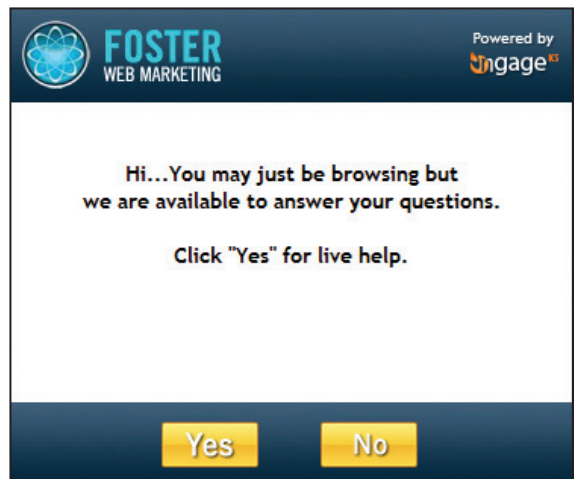 FOSTER
WEB MARKETING
Powered by
engageKS
Hi...You may just be browsing but
we are available to answer your questions.
Click "Yes" for live help.
Yes
No